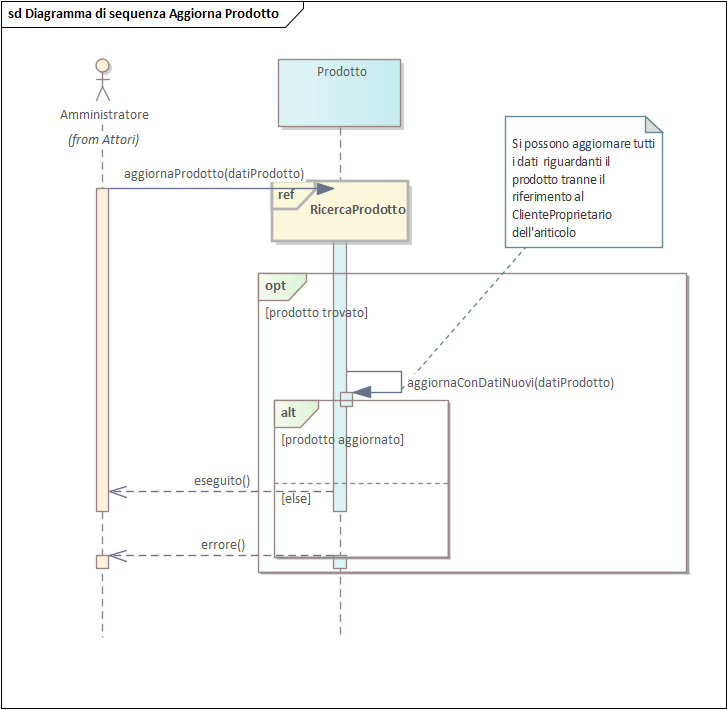 sd Diagramma di sequenza Aggiorna Prodotto
Prodotto
Amministratore
(from Attori)
Si possono aggiornare tutti
i dati riguardanti il
prodotto tranne il
riferimento al
ClienteProprietario
dell'ariticolo
aggiornaProdotto(datiProdotto)
ref
RicercaProdotto
opt
[prodotto trovato]
aggiornaConDatiNuovi(datiProdotto)
alt
[prodotto aggiornato]
eseguito()
[else]
errore()